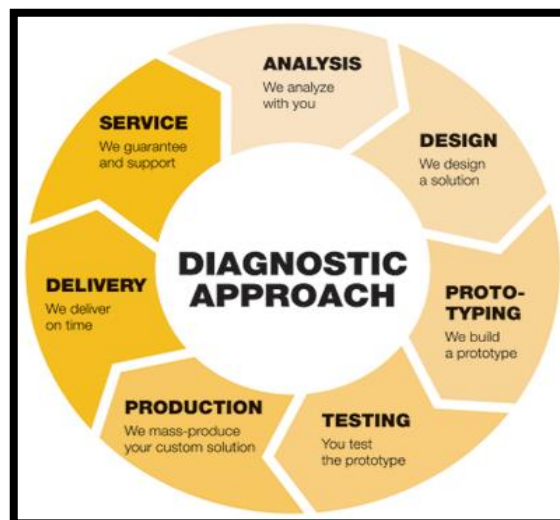 DIAGNOSTIC
APPROACH
ANALYSIS
We analyze
with you
DESIGN
We design
a solution
PROTO-
TYPING
We build
a prototype
TESTING
You test
the prototype
PRODUCTION
We mass-produce
your custom solution
DELIVERY
We deliver
on time
SERVICE
We guarantee
and support